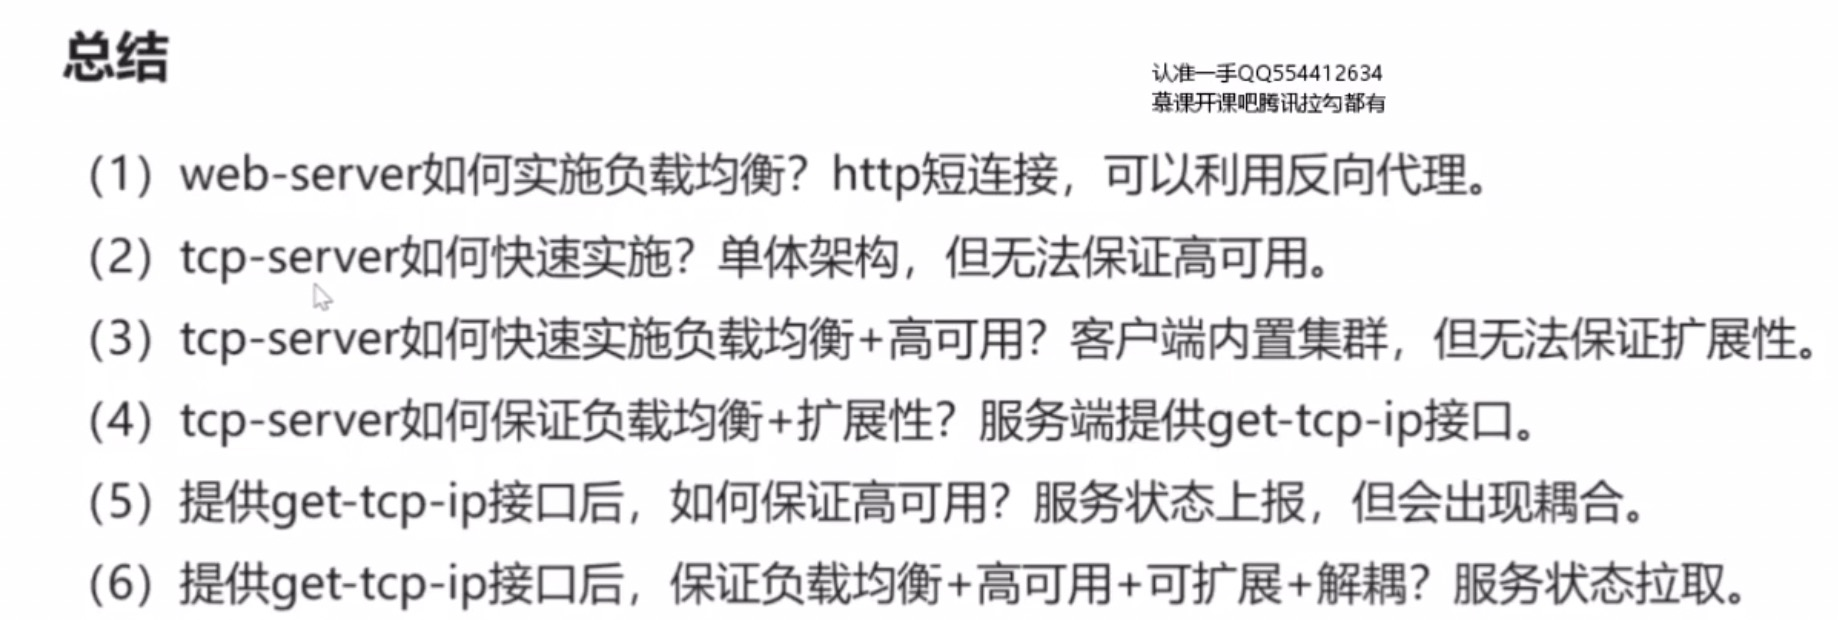 总结
认准一手QQ554412634
慕课开课吧腾讯拉勾都有
（1）web-server如何实施负载均衡？http短连接，可以利用反向代理。
（2）tcp-server如何快速实施？单体架构，但无法保证高可用。
（3）tcp-server如何快速实施负载均衡+高可用？客户端内置集群，但无法保证扩展性。
（4）tcp-server如何保证负载均衡+扩展性？服务端提供get-tcp-ip接口。
（5）提供get-tcp-ip接口后，如何保证高可用？服务状态上报，但会出现耦合。
（6）提供get-tcp-ip接口后，保证负载均衡+高可用+可扩展+解耦？服务状态拉取。